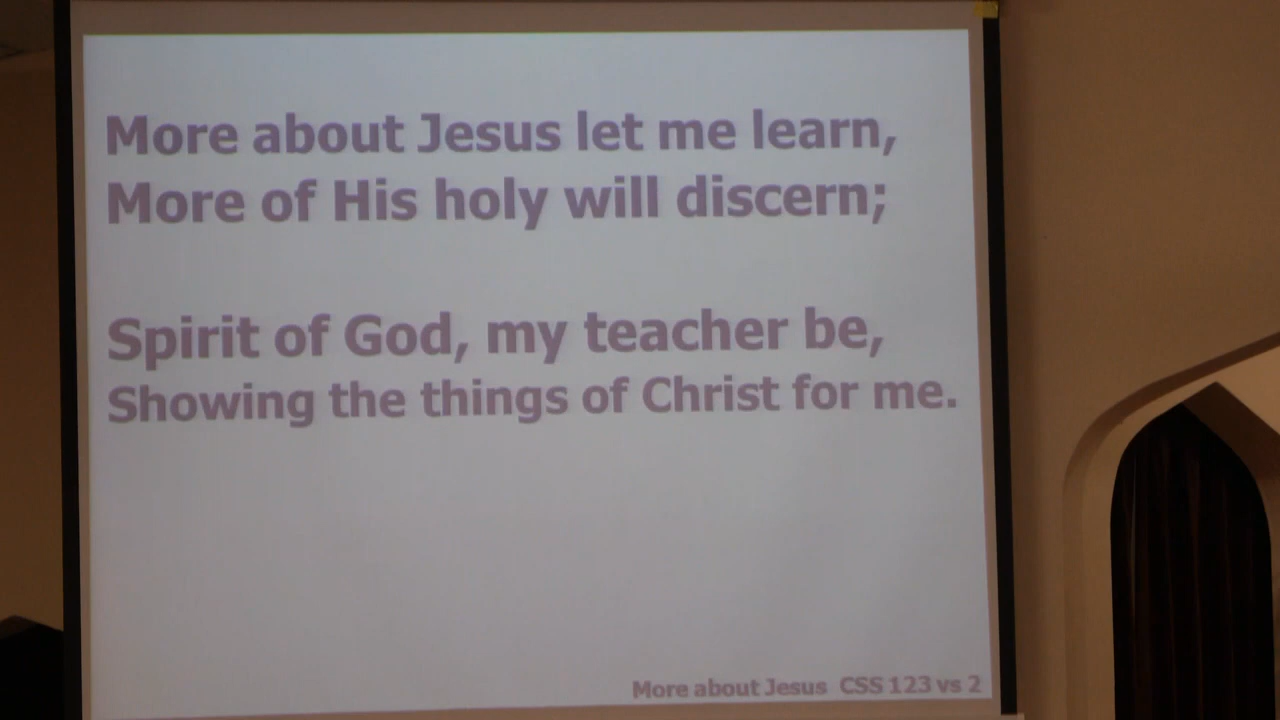 More about Jesus let me learn,
More of His holy will discern;
Spirit of God, my teacher be,
Showing the things of Christ for me.
More about Jesus CSS 123 vs 2